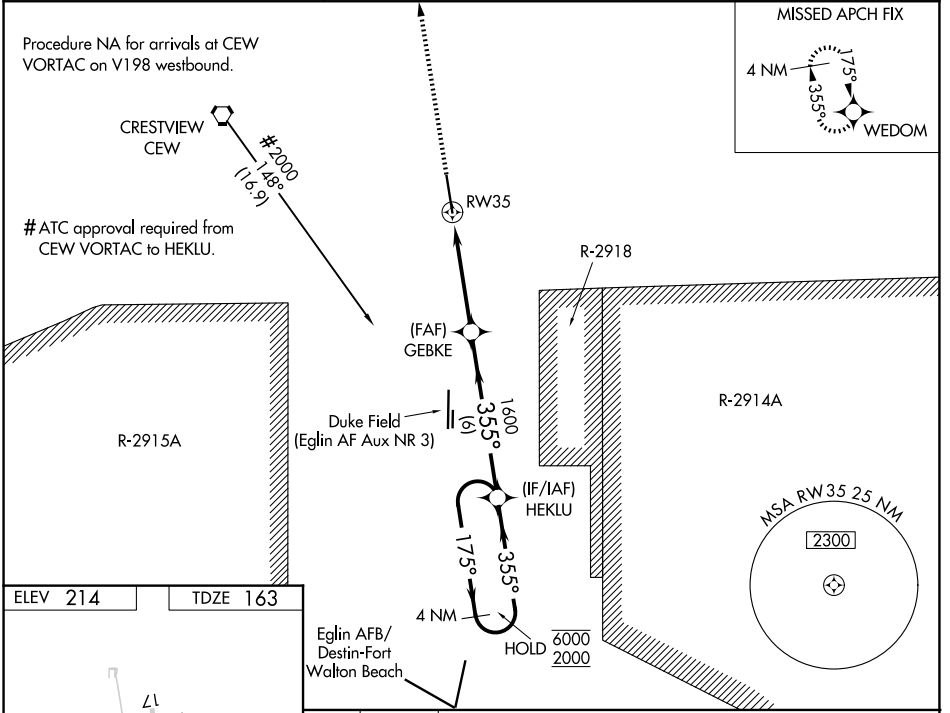 Procedure NA for arrivals at CEW
VORTAC on V198 westbound.
MISSED APCH FIX
4 NM
175°
355°
WEDOM
CRESTVIEW
CEW
#2000
148°
(16.9)
#ATC approval required from
CEW VORTAC to HEKLU.
RW35
R-2918
(FAF)
GEBKE
1600
355°
(6)
Duke Field
(Eglin AF Aux NR 3)
R-2915A
R-2914A
(IF/IAF)
HEKLU
MSA RW35 25 NM
2300
175°
355°
4 NM
HOLD
6000
2000
ELEV 214
TDZE 163
Eglin AFB/
Destin-Fort
Walton Beach
17